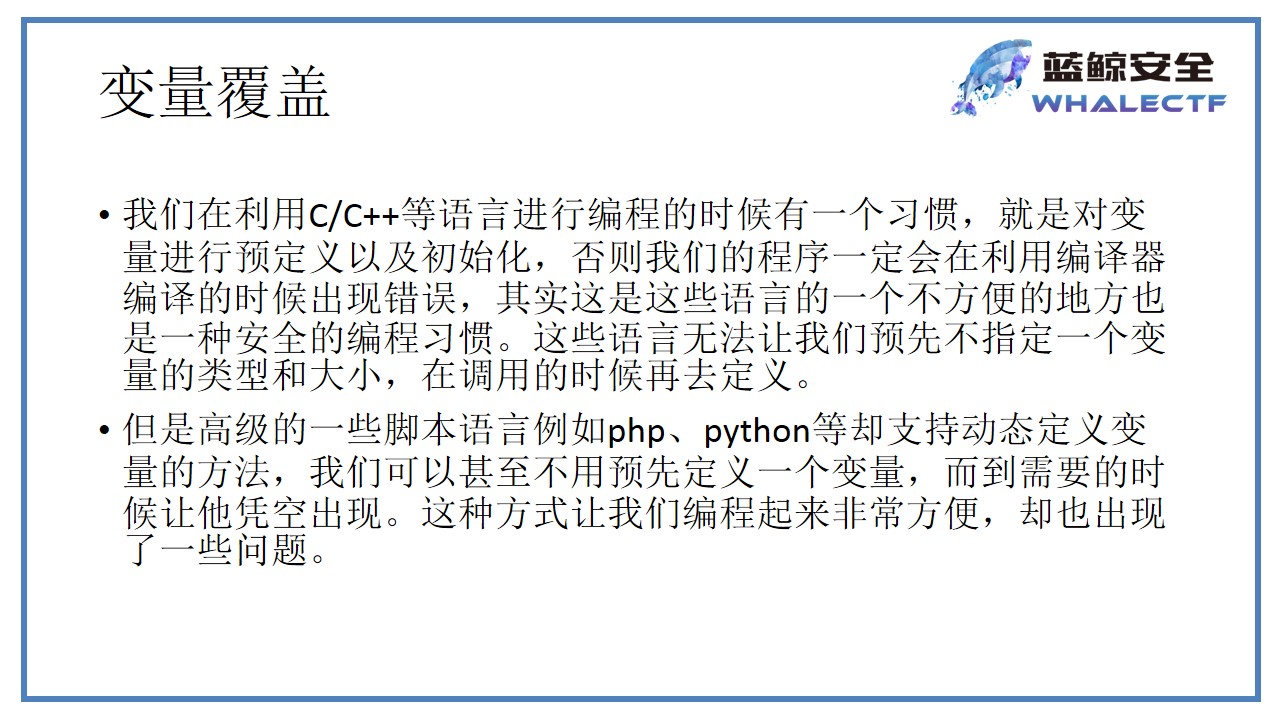 变量覆盖
蓝鲸安全
WHALECTF
• 我们在利用C/C++等语言进行编程的时候有一个习惯，就是对变
量进行预定义以及初始化，否则我们的程序一定会在利用编译器
编译的时候出现错误，其实这是这些语言的一个不方便的地方也
是一种安全的编程习惯。这些语言无法让我们预先不指定一个变
量的类型和大小，在调用的时候再去定义。
• 但是高级的一些脚本语言例如php、python等却支持动态定义变
量的方法，我们可以甚至不用预先定义一个变量，而到需要的时
候让他凭空出现。这种方式让我们编程起来非常方便，却也出现
了一些问题。